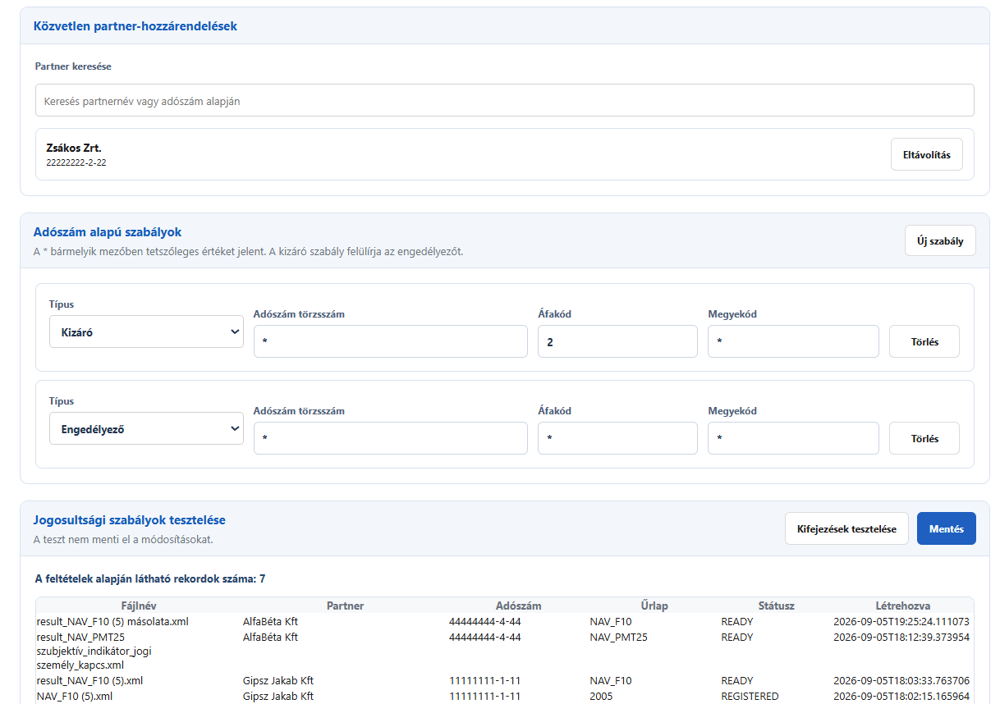 Közvetlen partner-hozzárendelések
Partner keresése
Keresés partnernév vagy adószám alapján
Zsákos Zrt.
22222222-2-22
Eltávolítás
Adószám alapú szabályok
A * bármelyik mezőben tetszőleges értéket jelent. A kizáró szabály felülírja az engedélyezőt.
Új szabály
Típus Adószám törzsszám Áfakód Megyekód
Kizáró * 2 * Törlés
Típus Adószám törzsszám Áfakód Megyekód
Engedélyező * * * Törlés
Jogosultsági szabályok tesztelése
A teszt nem menti el a módosításokat.
Kifejezések tesztelése Mentés
A feltételek alapján látható rekordok száma: 7
Fájlnév Partner Adószám Űrlap Státusz Létrehozva
result_NAV_F10 (5) másolata.xml AlfaBéta Kft 44444444-4-44 NAV_F10 READY 2026-09-05T19:25:24.111073
result_NAV_PMT25 AlfaBéta Kft 44444444-4-44 NAV_PMT25 READY 2026-09-05T18:12:39.373954
szubjektív_indikátor_jogi
személy_kapcs.xml
result_NAV_F10 (5).xml Gipsz Jakab Kft 11111111-1-11 NAV_F10 READY 2026-09-05T18:03:33.763706
NAV_F10 (5).xml Gipsz Jakab Kft 11111111-1-11 2005 REGISTERED 2026-09-05T18:02:15.165964